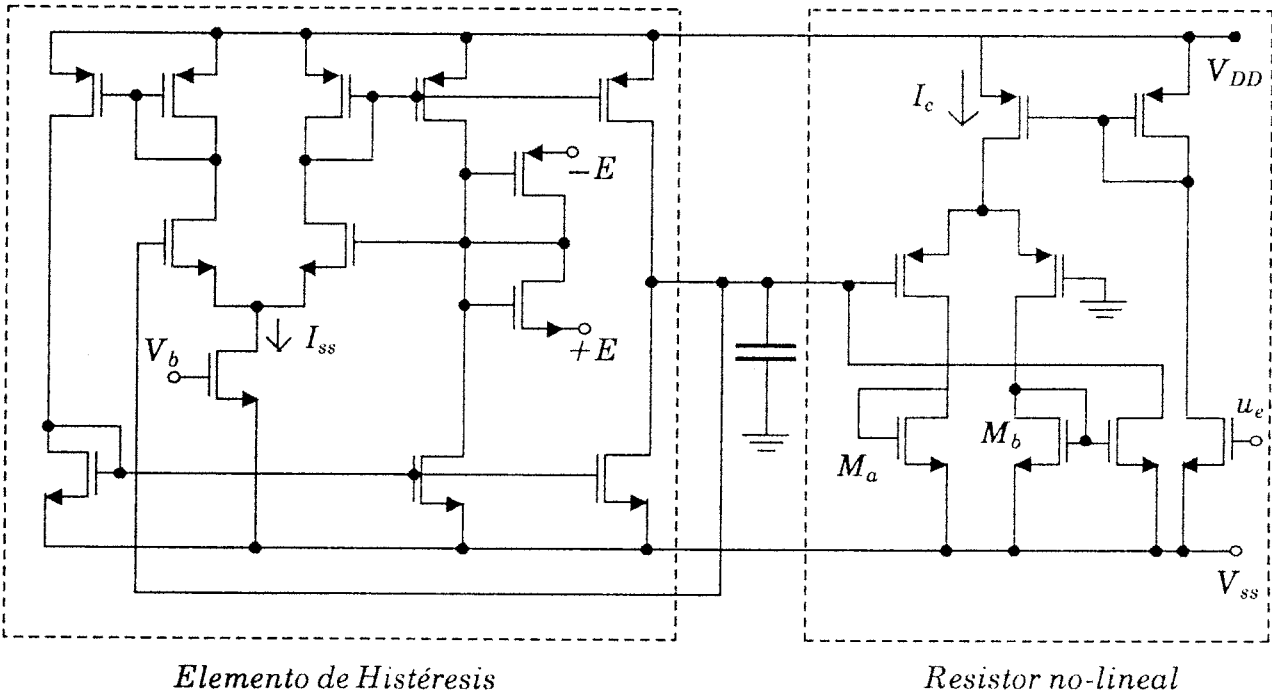 V_DD
I_c
−E
I_ss
V_b
+E
u_e
M_b
M_a
V_ss
Elemento de Histéresis
Resistor no-lineal